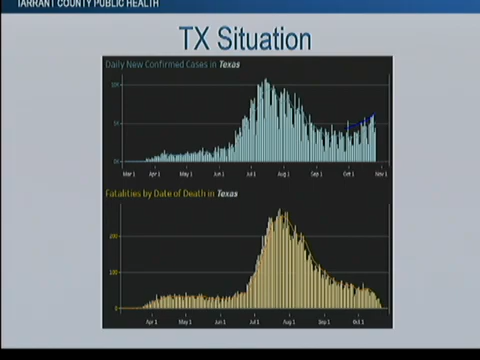 TARRANT COUNTY PUBLIC HEALTH
TX Situation
Daily New Confirmed Cases in Texas
10K
5K
0K
Mar 1 Apr 1 May 1 Jun 1 Jul 1 Aug 1 Sep 1 Oct 1 Nov 1
Fatalities by Date of Death in Texas
200
100
0
Apr 1 May 1 Jun 1 Jul 1 Aug 1 Sep 1 Oct 1